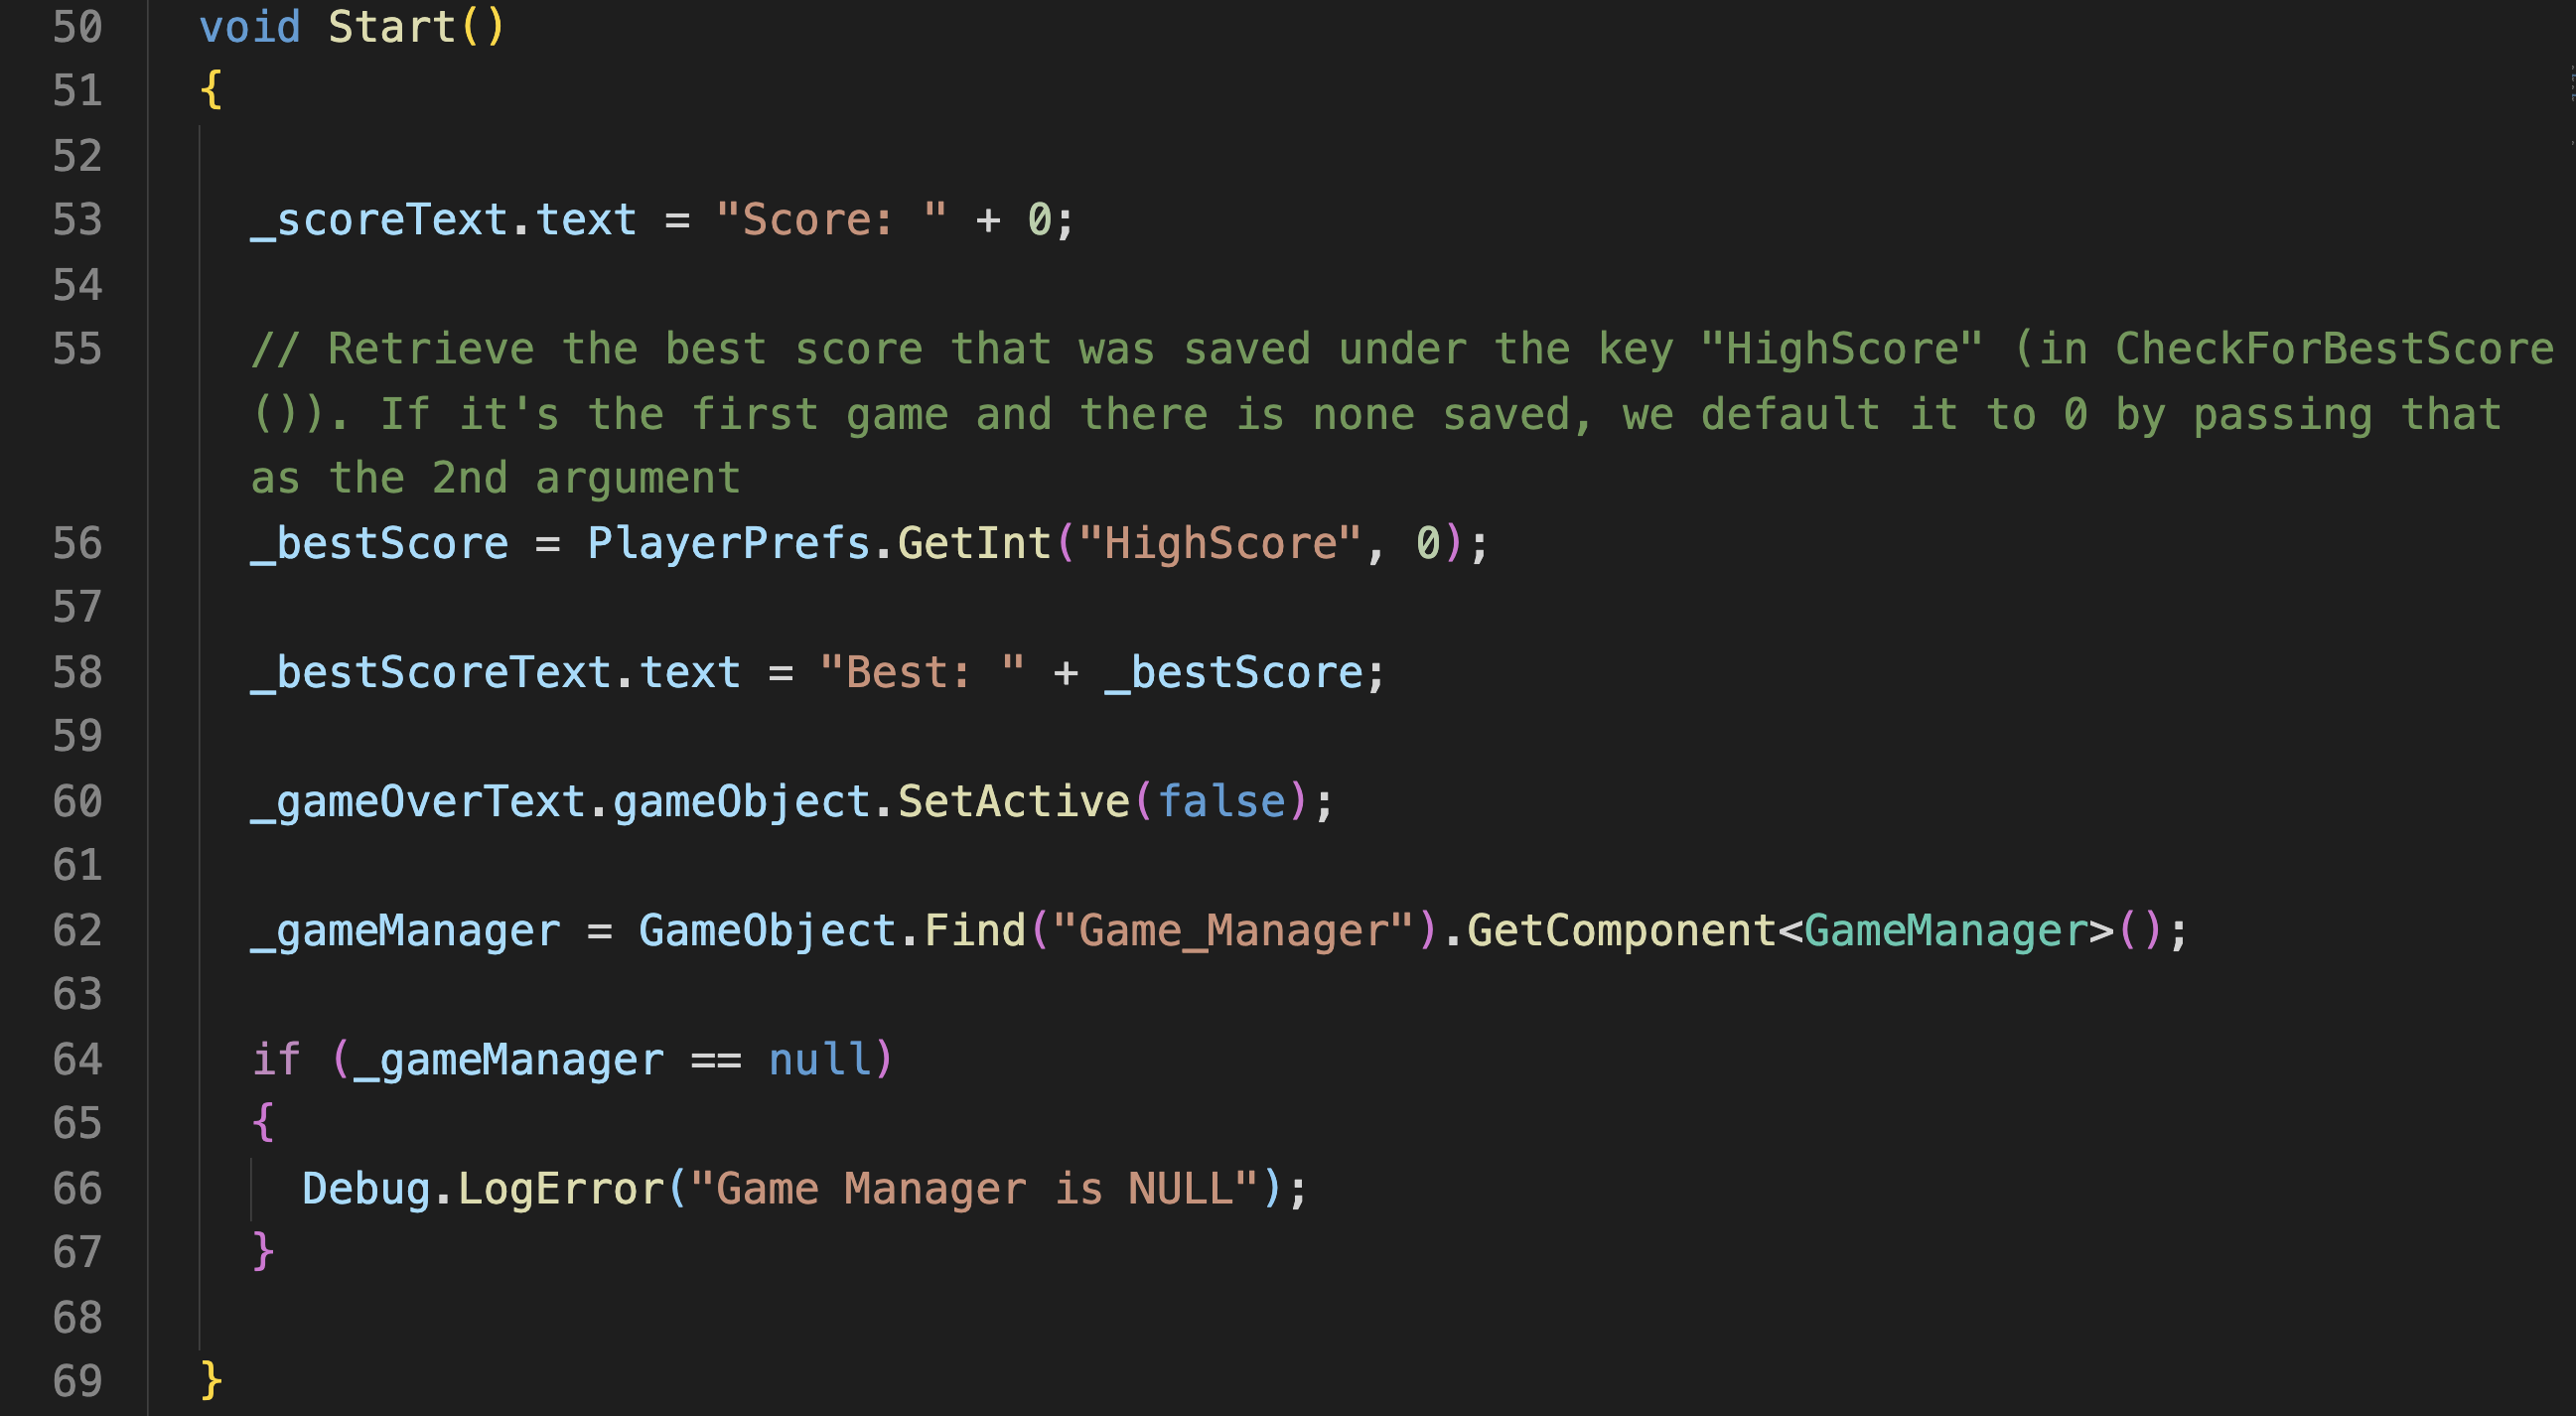 50 void Start()
51 {
52
53 _scoreText.text = "Score: " + 0;
54
55 // Retrieve the best score that was saved under the key "HighScore" (in CheckForBestScore
()). If it's the first game and there is none saved, we default it to 0 by passing that
as the 2nd argument
56 _bestScore = PlayerPrefs.GetInt("HighScore", 0);
57
58 _bestScoreText.text = "Best: " + _bestScore;
59
60 _gameOverText.gameObject.SetActive(false);
61
62 _gameManager = GameObject.Find("Game_Manager").GetComponent<GameManager>();
63
64 if (_gameManager == null)
65 {
66 Debug.LogError("Game Manager is NULL");
67 }
68
69 }